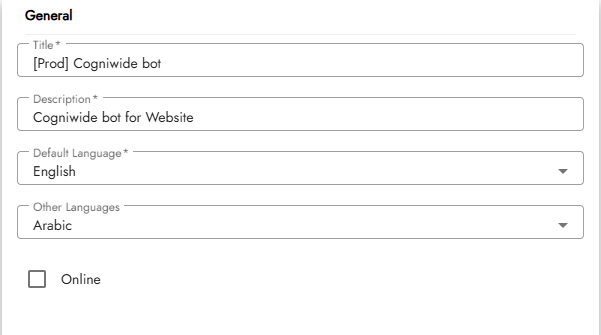 General
Title*
[Prod] Cogniwide bot
Description*
Cogniwide bot for Website
Default Language*
English
Other Languages
Arabic
Online